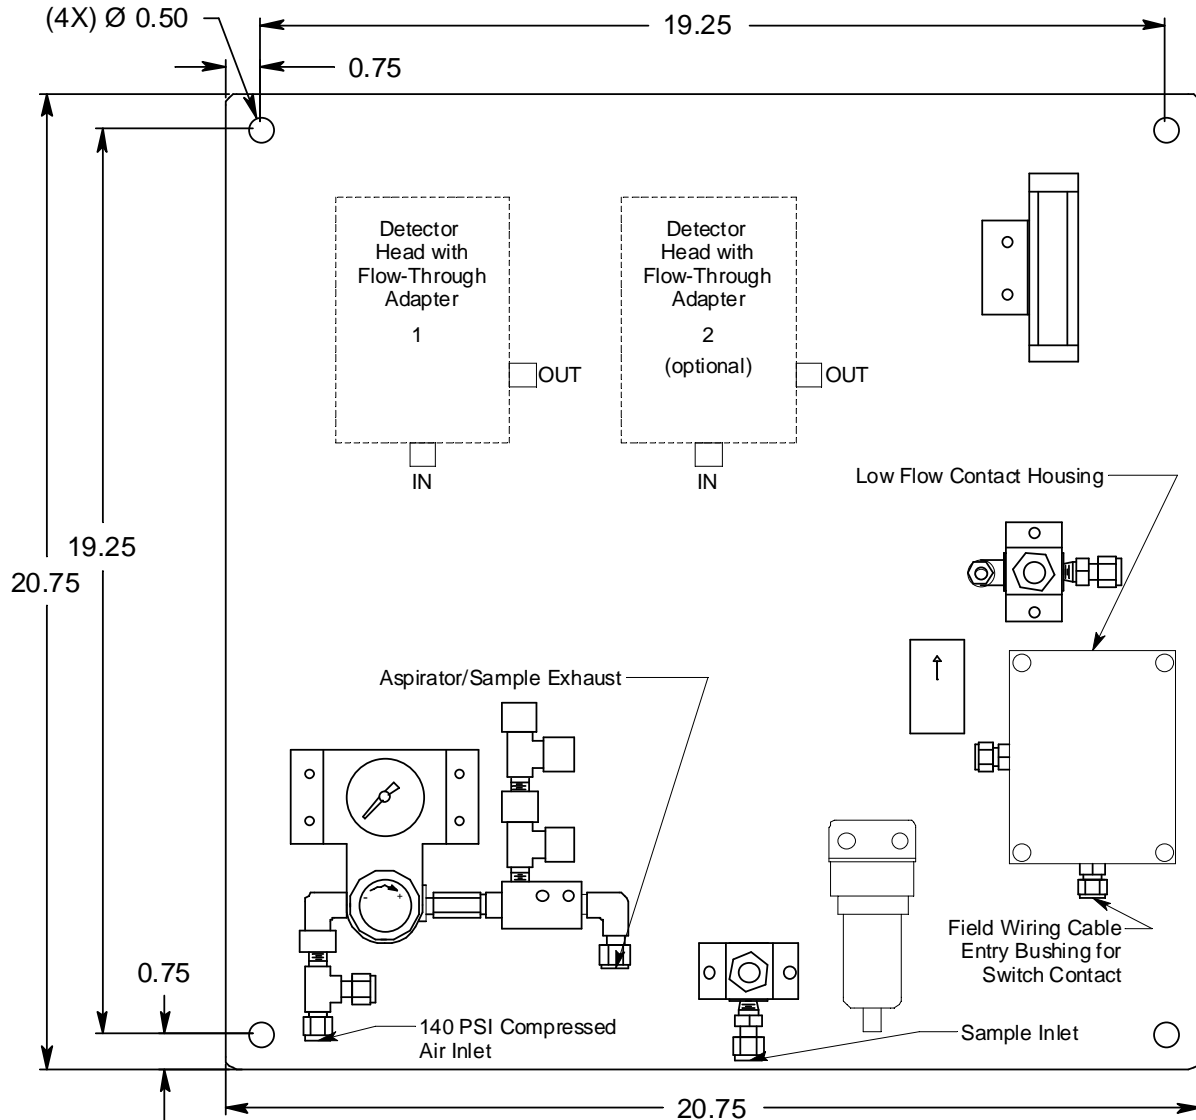 (4X) Ø 0.50
19.25
0.75
Detector
Head with
Flow-Through
Adapter
1
OUT
IN
Detector
Head with
Flow-Through
Adapter
2
(optional)
OUT
IN
Low Flow Contact Housing
19.25
20.75
Aspirator/Sample Exhaust
- +
Field Wiring Cable
Entry Bushing for
Switch Contact
0.75
140 PSI Compressed
Air Inlet
Sample Inlet
20.75